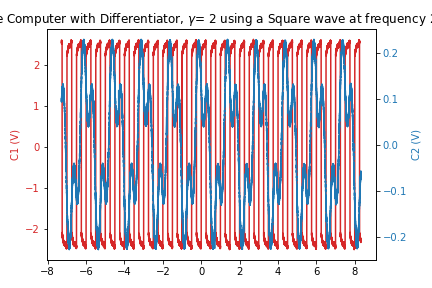 e Computer with Differentiator, γ= 2 using a Square wave at frequency
C1 (V)
2
1
0
−1
−2
C2 (V)
0.2
0.1
0.0
−0.1
−0.2
−8 −6 −4 −2 0 2 4 6 8